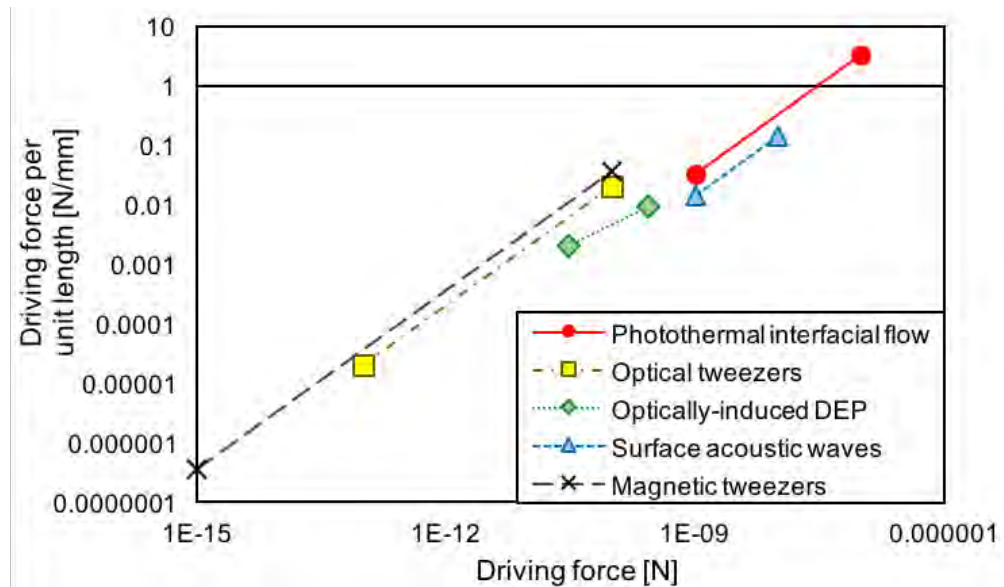 Driving force per
unit length [N/mm]
10
1
0.1
0.01
0.001
0.0001
0.00001
0.000001
0.0000001
Photothermal interfacial flow
Optical tweezers
Optically-induced DEP
Surface acoustic waves
Magnetic tweezers
1E-15
1E-12
1E-09
0.000001
Driving force [N]